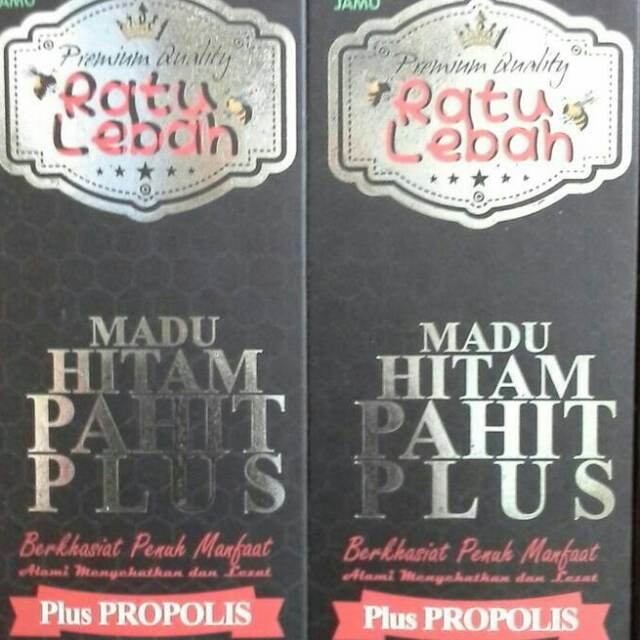 JAMU
Premium Quality
Ratu
Lebah
MADU
HITAM
PAHIT
PLUS
Berkhasiat Penuh Manfaat
Alami Menyehatkan dan Lezat
Plus PROPOLIS
JAMU
Premium Quality
Ratu
Lebah
MADU
HITAM
PAHIT
PLUS
Berkhasiat Penuh Manfaat
Alami Menyehatkan dan Lezat
Plus PROPOLIS